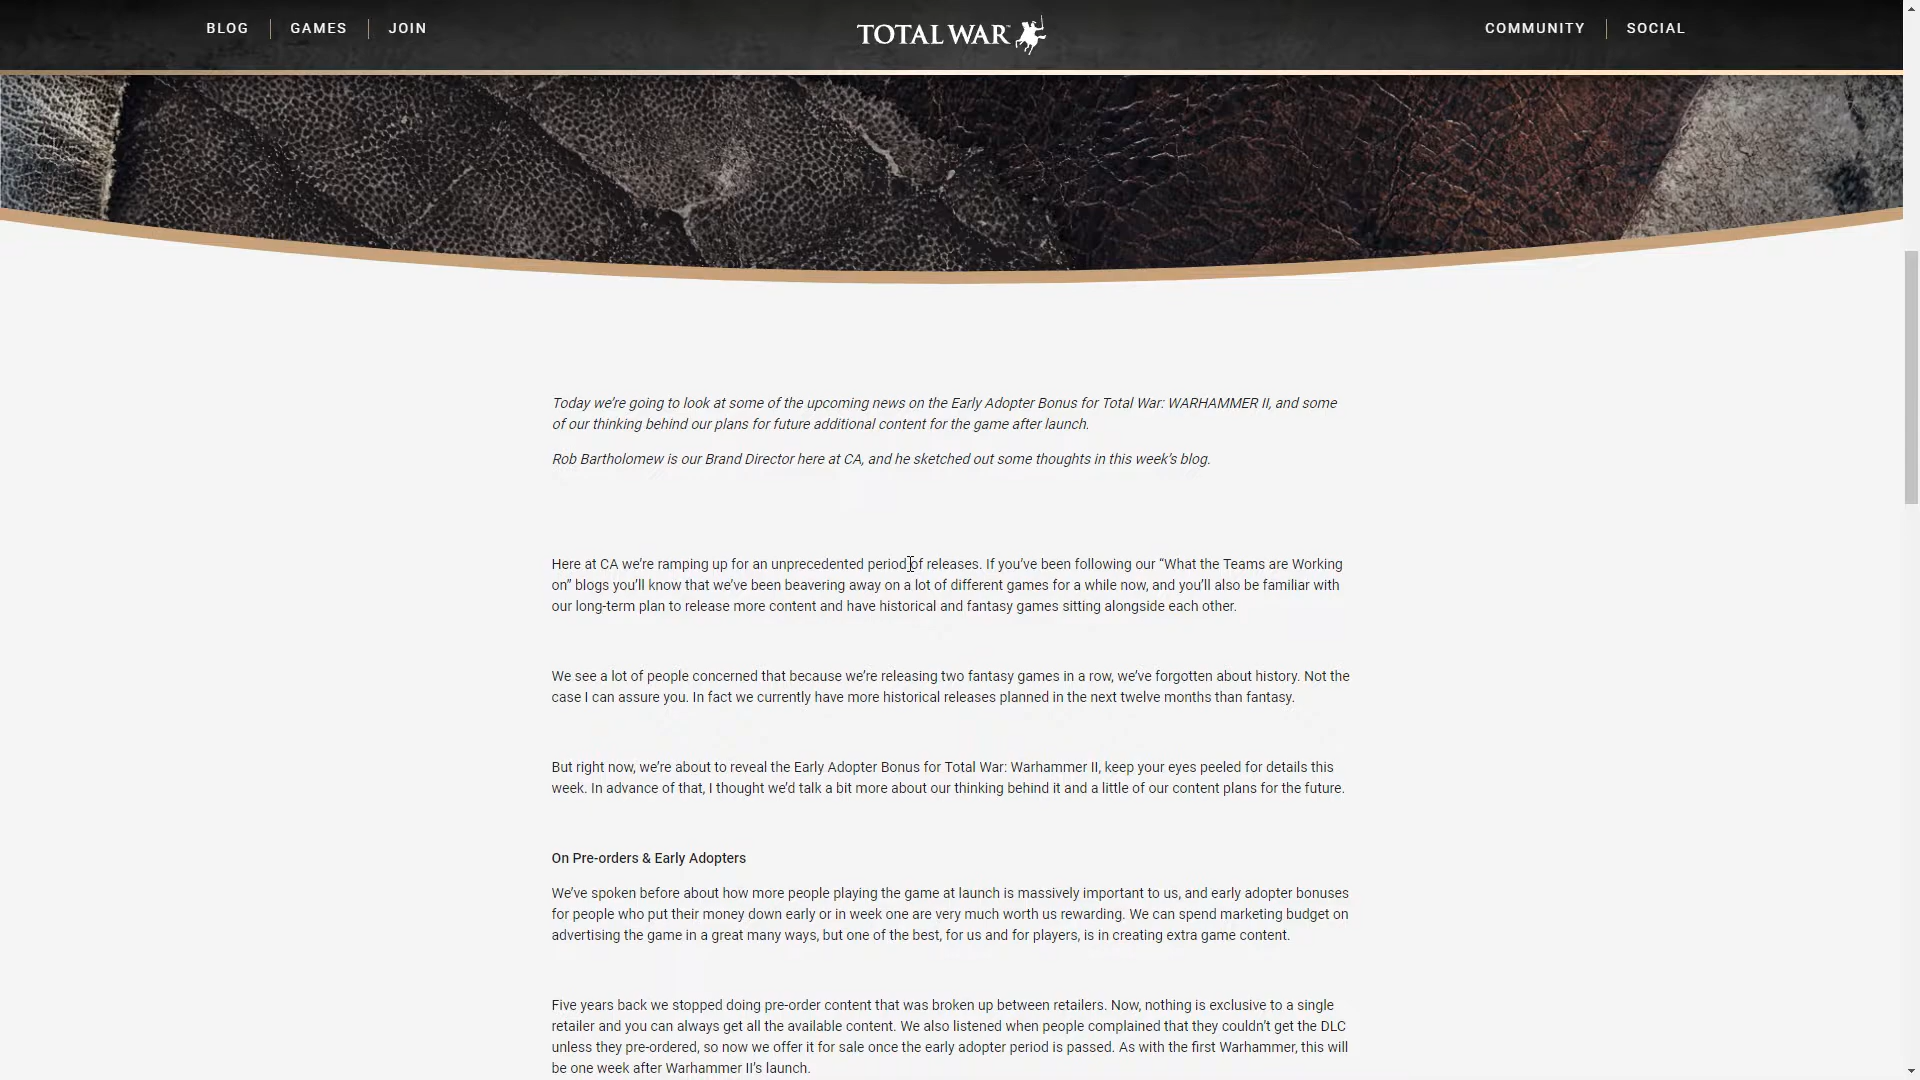 BLOG GAMES JOIN TOTAL WAR™ COMMUNITY SOCIAL
Today we’re going to look at some of the upcoming news on the Early Adopter Bonus for Total War: WARHAMMER II, and some
of our thinking behind our plans for future additional content for the game after launch.
Rob Bartholomew is our Brand Director here at CA, and he sketched out some thoughts in this week’s blog.
Here at CA we’re ramping up for an unprecedented period of releases. If you’ve been following our “What the Teams are Working
on” blogs you’ll know that we’ve been beavering away on a lot of different games for a while now, and you’ll also be familiar with
our long-term plan to release more content and have historical and fantasy games sitting alongside each other.
We see a lot of people concerned that because we’re releasing two fantasy games in a row, we’ve forgotten about history. Not the
case I can assure you. In fact we currently have more historical releases planned in the next twelve months than fantasy.
But right now, we’re about to reveal the Early Adopter Bonus for Total War: Warhammer II, keep your eyes peeled for details this
week. In advance of that, I thought we’d talk a bit more about our thinking behind it and a little of our content plans for the future.
On Pre-orders & Early Adopters
We’ve spoken before about how more people playing the game at launch is massively important to us, and early adopter bonuses
for people who put their money down early or in week one are very much worth us rewarding. We can spend marketing budget on
advertising the game in a great many ways, but one of the best, for us and for players, is in creating extra game content.
Five years back we stopped doing pre-order content that was broken up between retailers. Now, nothing is exclusive to a single
retailer and you can always get all the available content. We also listened when people complained that they couldn’t get the DLC
unless they pre-ordered, so now we offer it for sale once the early adopter period is passed. As with the first Warhammer, this will
be one week after Warhammer II’s launch.